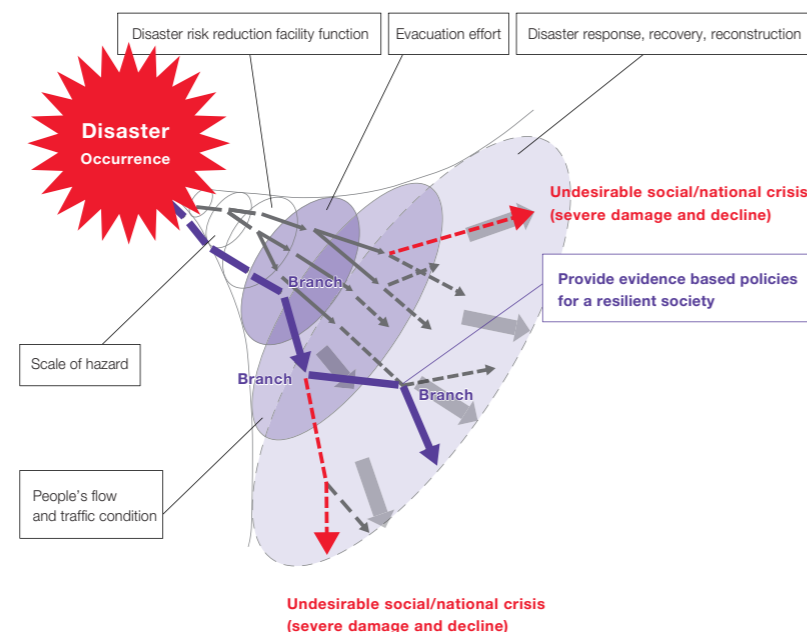 Disaster risk reduction facility function
Evacuation effort
Disaster response, recovery, reconstruction
Disaster
Occurrence
Undesirable social/national crisis
(severe damage and decline)
Branch
Provide evidence based policies
for a resilient society
Scale of hazard
Branch
Branch
People’s flow
and traffic condition
Undesirable social/national crisis
(severe damage and decline)